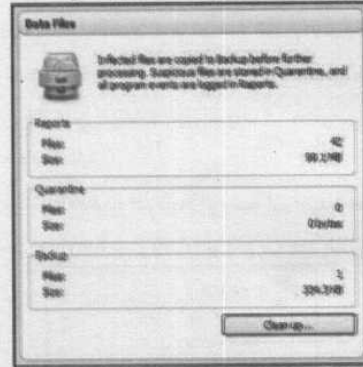 Data Files
Infected files are copied to Backup before further
processing. Suspicious files are stored in Quarantine, and
all program events are logged in Reports.
Reports
Files: 42
Size:
Quarantine
Files: 0
Size: 0 bytes
Backup
Files: 1
Size:
Clean up...